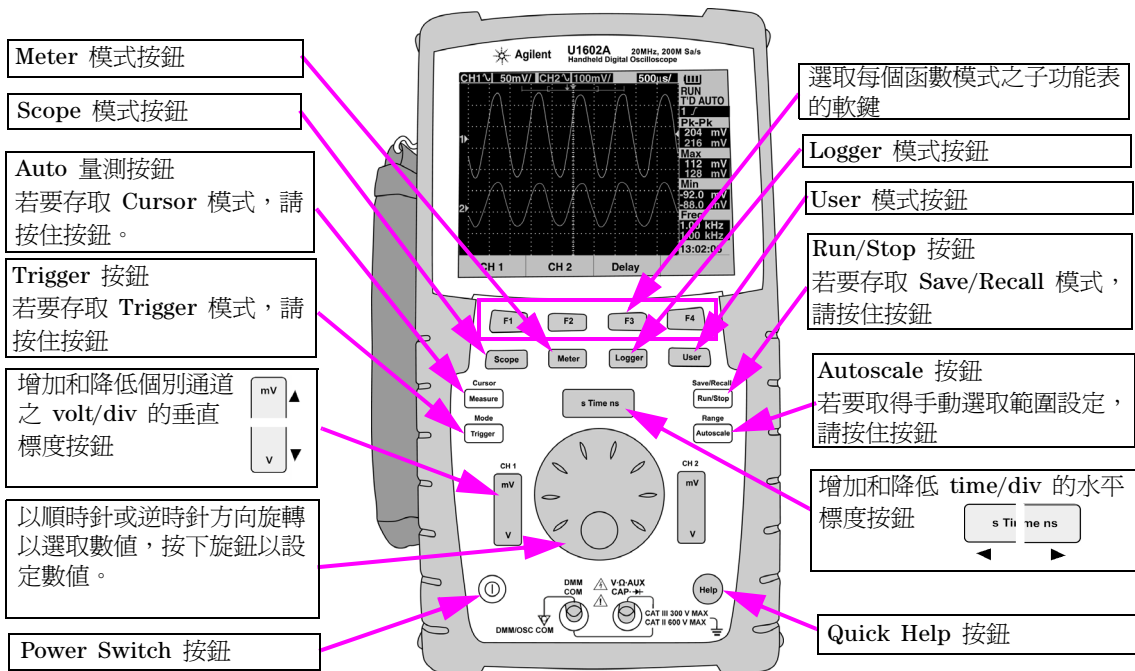 Meter 模式按鈕
Scope 模式按鈕
Auto 量測按鈕
若要存取 Cursor 模式，請
按住按鈕。
Trigger 按鈕
若要存取 Trigger 模式，請
按住按鈕
增加和降低個別通道
之 volt/div 的垂直
標度按鈕
mV
V
以順時針或逆時針方向旋轉
以選取數值，按下旋鈕以設
定數值。
Power Switch 按鈕
Agilent U1602A 20MHz, 200M Sa/s
Handheld Digital Oscilloscope
CH1 50mV/ CH2 100mV/ 500µs/
RUN
T'D AUTO
1
Pk-Pk
204 mV
216 mV
Max
112 mV
128 mV
Min
-92.0 mV
-88.0 mV
Freq
1.00 kHz
1.00 kHz
13:02:05
1
2
CH 1 CH 2 Delay
F1 F2 F3 F4
Scope Meter Logger User
Cursor
Measure
Mode
Trigger
s Time ns
Save/Recall
Run/Stop
Range
Autoscale
CH 1
mV
V
CH 2
mV
V
DMM
COM
V·Ω·AUX
CAP·
DMM/OSC COM
CAT III 300 V MAX
CAT II 600 V MAX
Help
選取每個函數模式之子功能表
的軟鍵
Logger 模式按鈕
User 模式按鈕
Run/Stop 按鈕
若要存取 Save/Recall 模式，
請按住按鈕
Autoscale 按鈕
若要取得手動選取範圍設定，
請按住按鈕
增加和降低 time/div 的水平
標度按鈕
s Time ns
Quick Help 按鈕